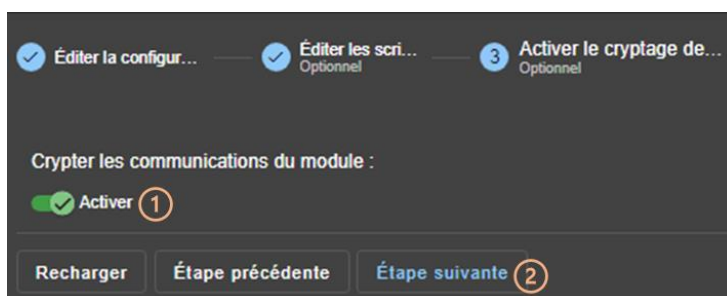 Éditer la configur...
Éditer les scri...
Optionnel
3
Activer le cryptage de...
Optionnel
Crypter les communications du module :
Activer 1
Recharger
Étape précédente
Étape suivante 2